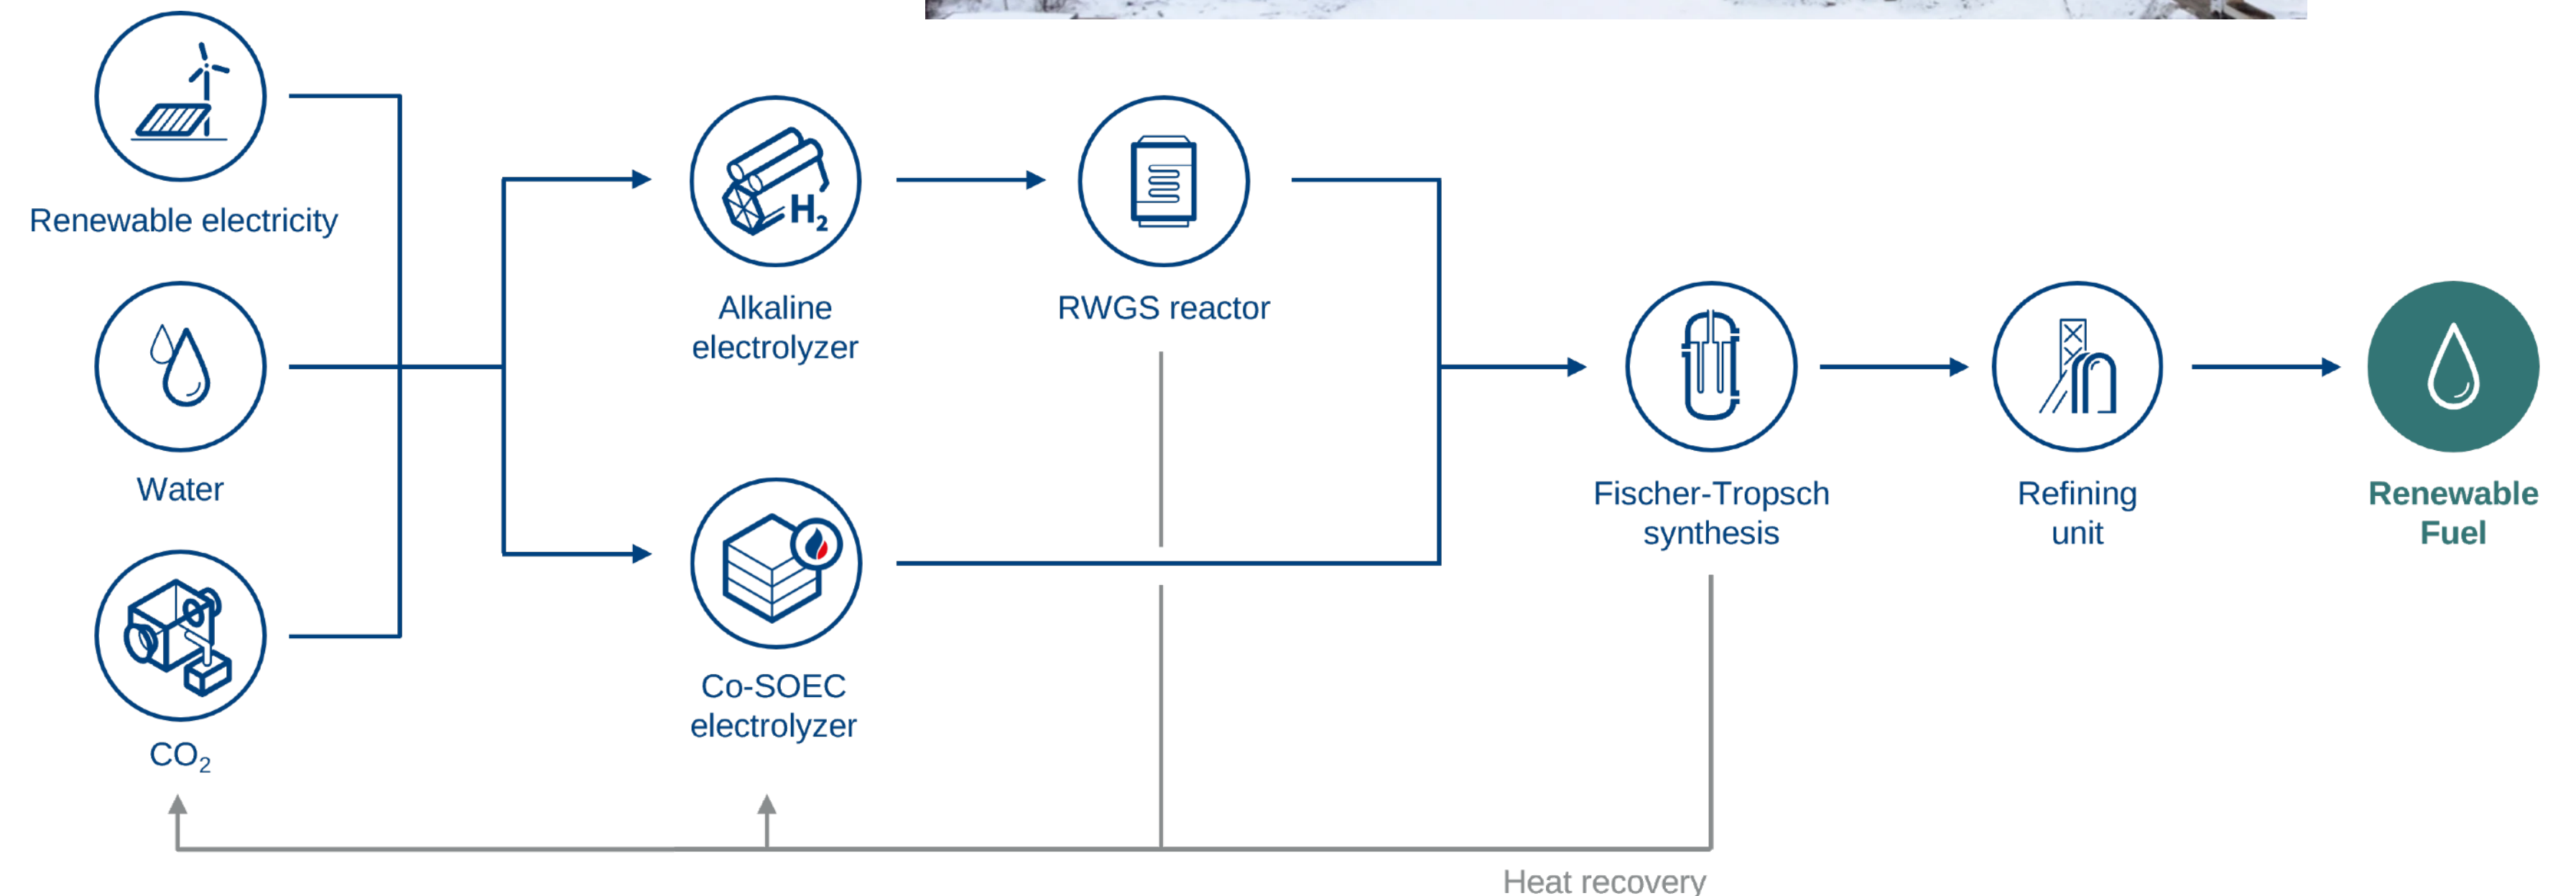 Renewable electricity
Water
CO₂
H₂
Alkaline
electrolyzer
RWGS reactor
Co-SOEC
electrolyzer
Fischer-Tropsch
synthesis
Refining
unit
Renewable
Fuel
Heat recovery